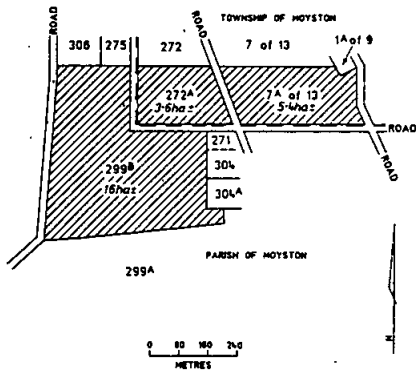 ROAD
TOWNSHIP OF MOYSTON
306
275
272
ROAD
7 of 13
1A of 9
272A
3·6has
7A of 13
5·4has
ROAD
ROAD
271
304
304A
299B
16has
PARISH OF MOYSTON
299A
N
0 80 160 240
METRES